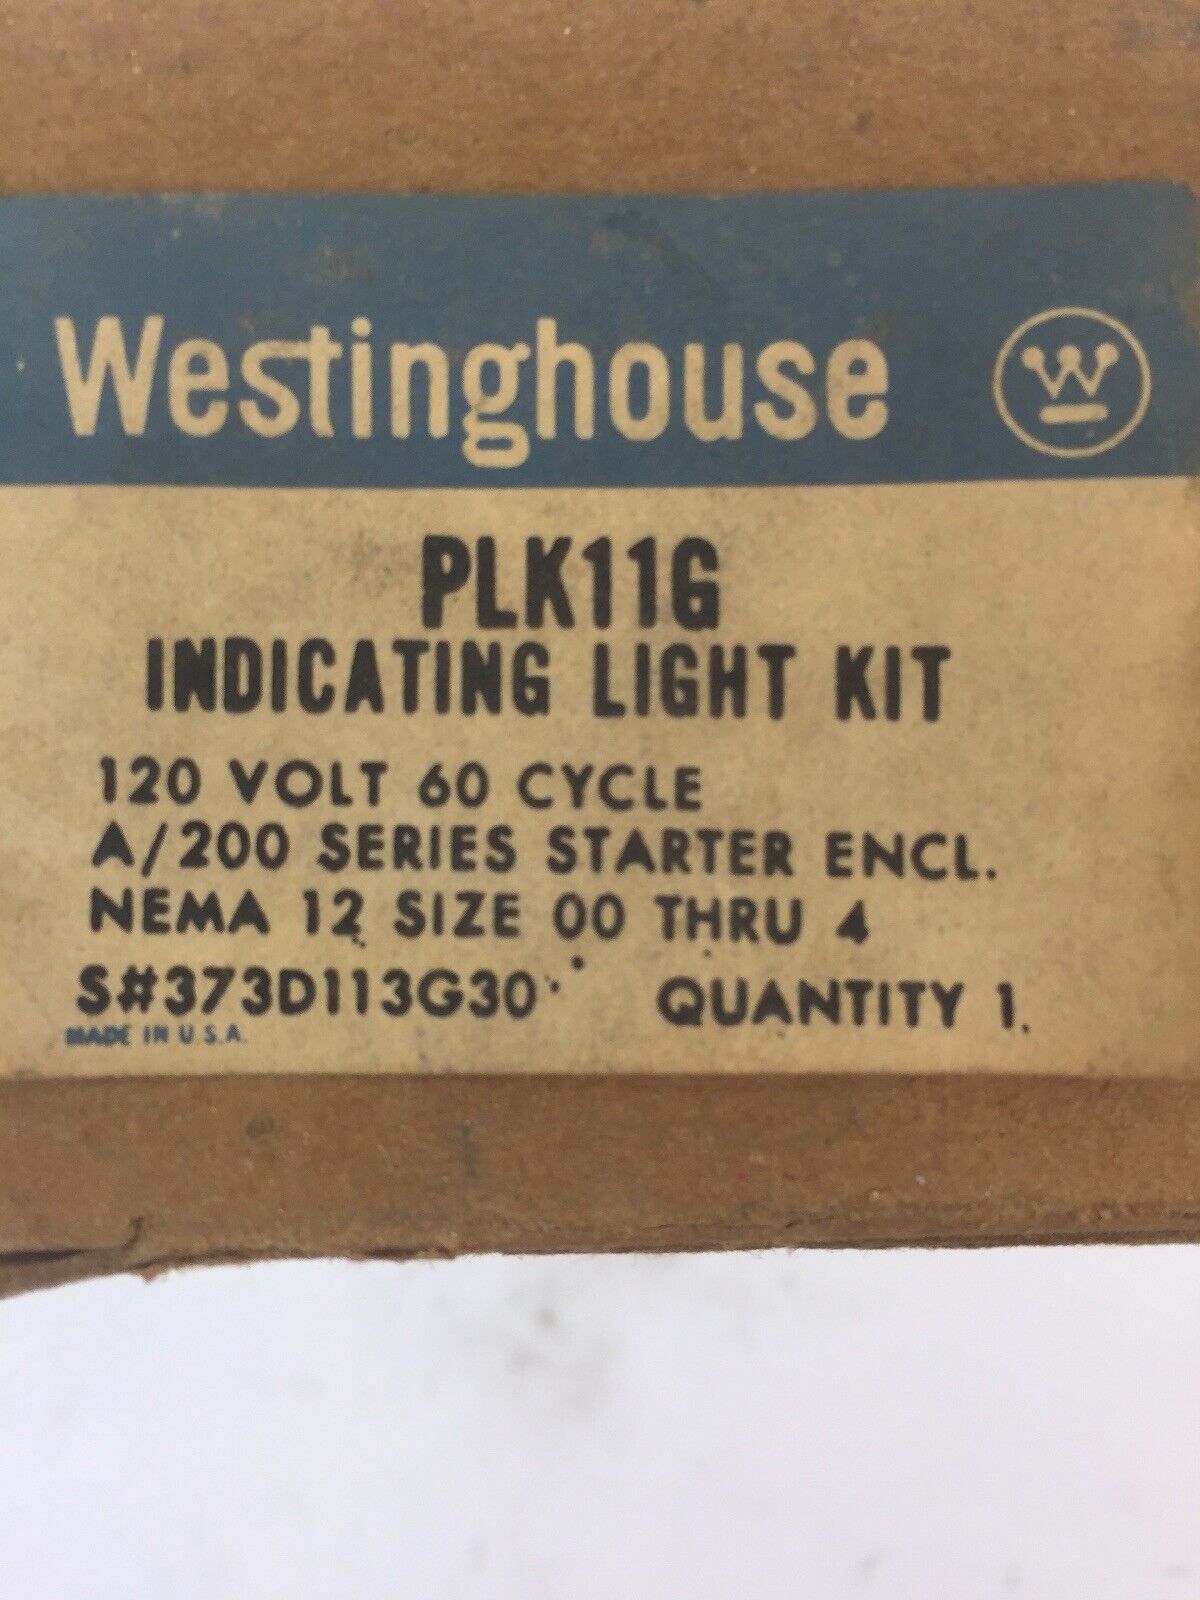 Westinghouse W
PLK11G
INDICATING LIGHT KIT
120 VOLT 60 CYCLE
A/200 SERIES STARTER ENCL.
NEMA 12 SIZE 00 THRU 4
S#373D113G30 QUANTITY 1.
MADE IN U.S.A.